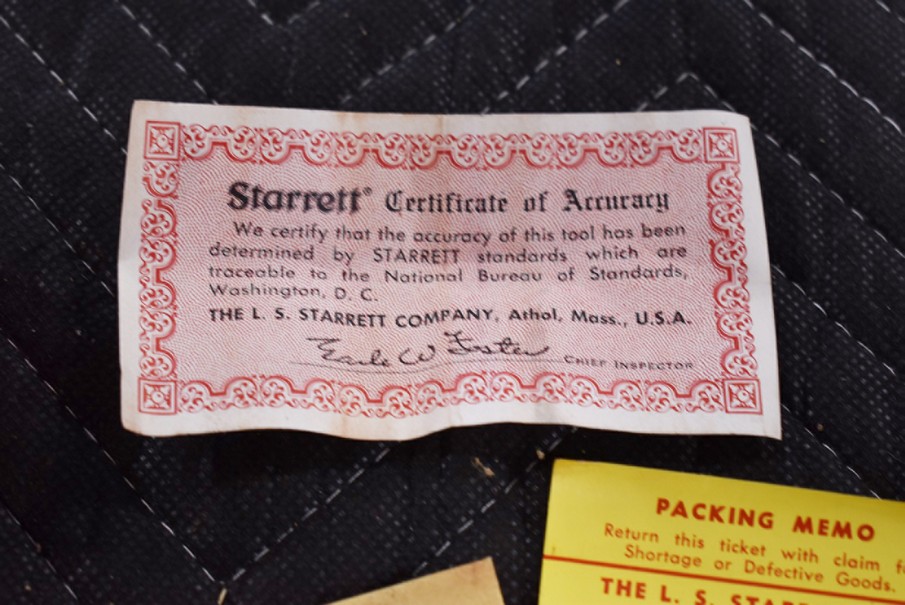 Starrett® Certificate of Accuracy
We certify that the accuracy of this tool has been
determined by STARRETT standards which are
traceable to the National Bureau of Standards,
Washington, D. C.
THE L. S. STARRETT COMPANY, Athol, Mass., U.S.A.
Earle W Foster CHIEF INSPECTOR
PACKING MEMO
Return this ticket with claim
Shortage or Defective Goods.
THE L. S.